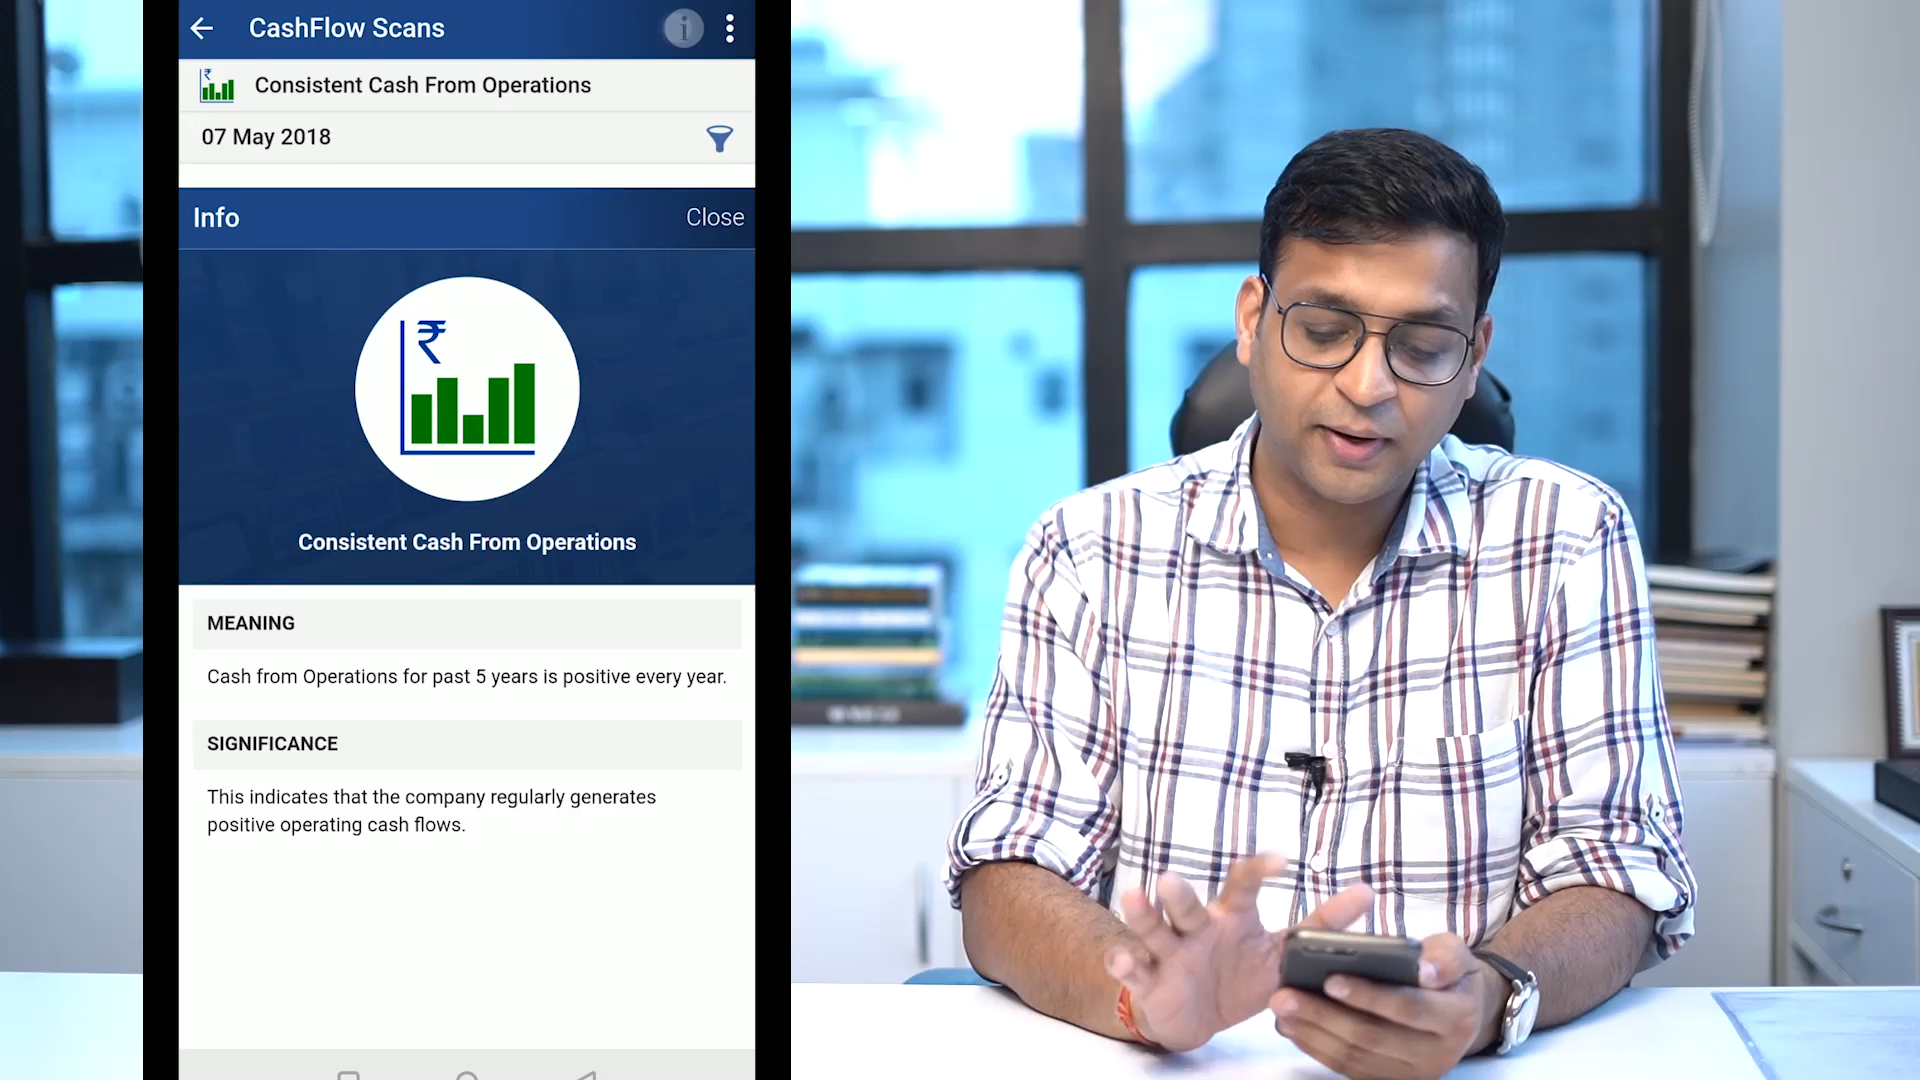 CashFlow Scans
i
₹
Consistent Cash From Operations
07 May 2018
Info
Close
₹
Consistent Cash From Operations
MEANING
Cash from Operations for past 5 years is positive every year.
SIGNIFICANCE
This indicates that the company regularly generates
positive operating cash flows.